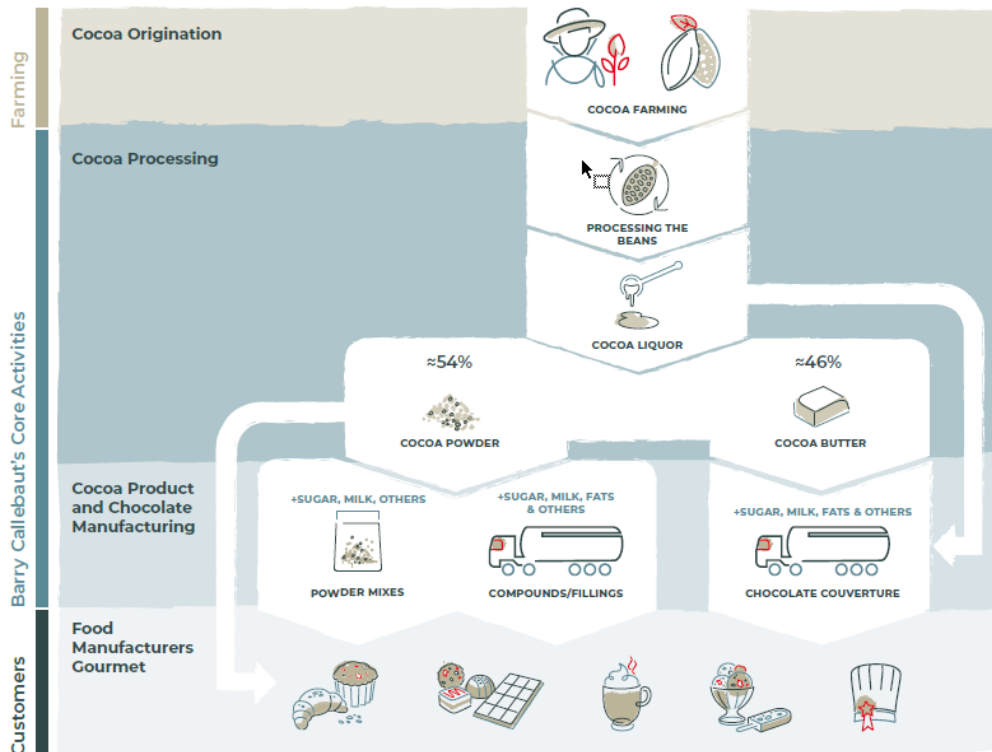 Farming
Cocoa Origination
COCOA FARMING
Barry Callebaut's Core Activities
Cocoa Processing
PROCESSING THE
BEANS
COCOA LIQUOR
≈54%
COCOA POWDER
≈46%
COCOA BUTTER
Cocoa Product
and Chocolate
Manufacturing
+SUGAR, MILK, OTHERS
POWDER MIXES
+SUGAR, MILK, FATS
& OTHERS
COMPOUNDS/FILLINGS
+SUGAR, MILK, FATS & OTHERS
CHOCOLATE COUVERTURE
Customers
Food
Manufacturers
Gourmet